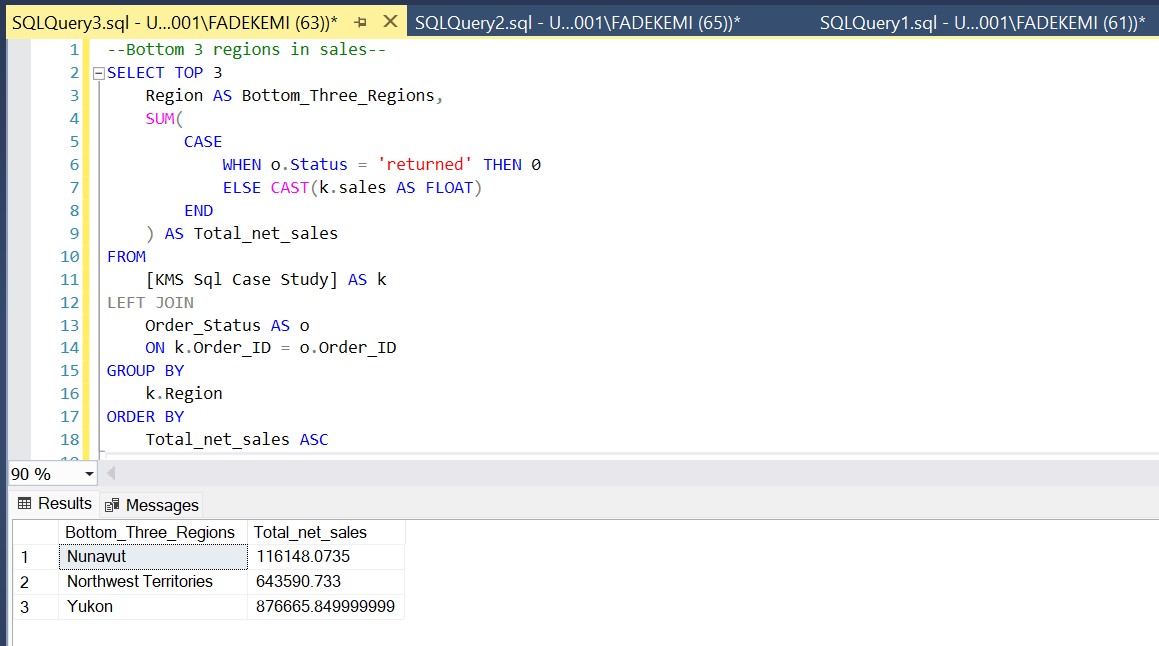 SQLQuery3.sql - U...001\FADEKEMI (63))* SQLQuery2.sql - U...001\FADEKEMI (65))* SQLQuery1.sql - U...001\FADEKEMI (61))*
1 --Bottom 3 regions in sales--
2 SELECT TOP 3
3 Region AS Bottom_Three_Regions,
4 SUM(
5 CASE
6 WHEN o.Status = 'returned' THEN 0
7 ELSE CAST(k.sales AS FLOAT)
8 END
9 ) AS Total_net_sales
10 FROM
11 [KMS Sql Case Study] AS k
12 LEFT JOIN
13 Order_Status AS o
14 ON k.Order_ID = o.Order_ID
15 GROUP BY
16 k.Region
17 ORDER BY
18 Total_net_sales ASC
90 %
Results Messages
Bottom_Three_Regions Total_net_sales
1 Nunavut 116148.0735
2 Northwest Territories 643590.733
3 Yukon 876665.849999999